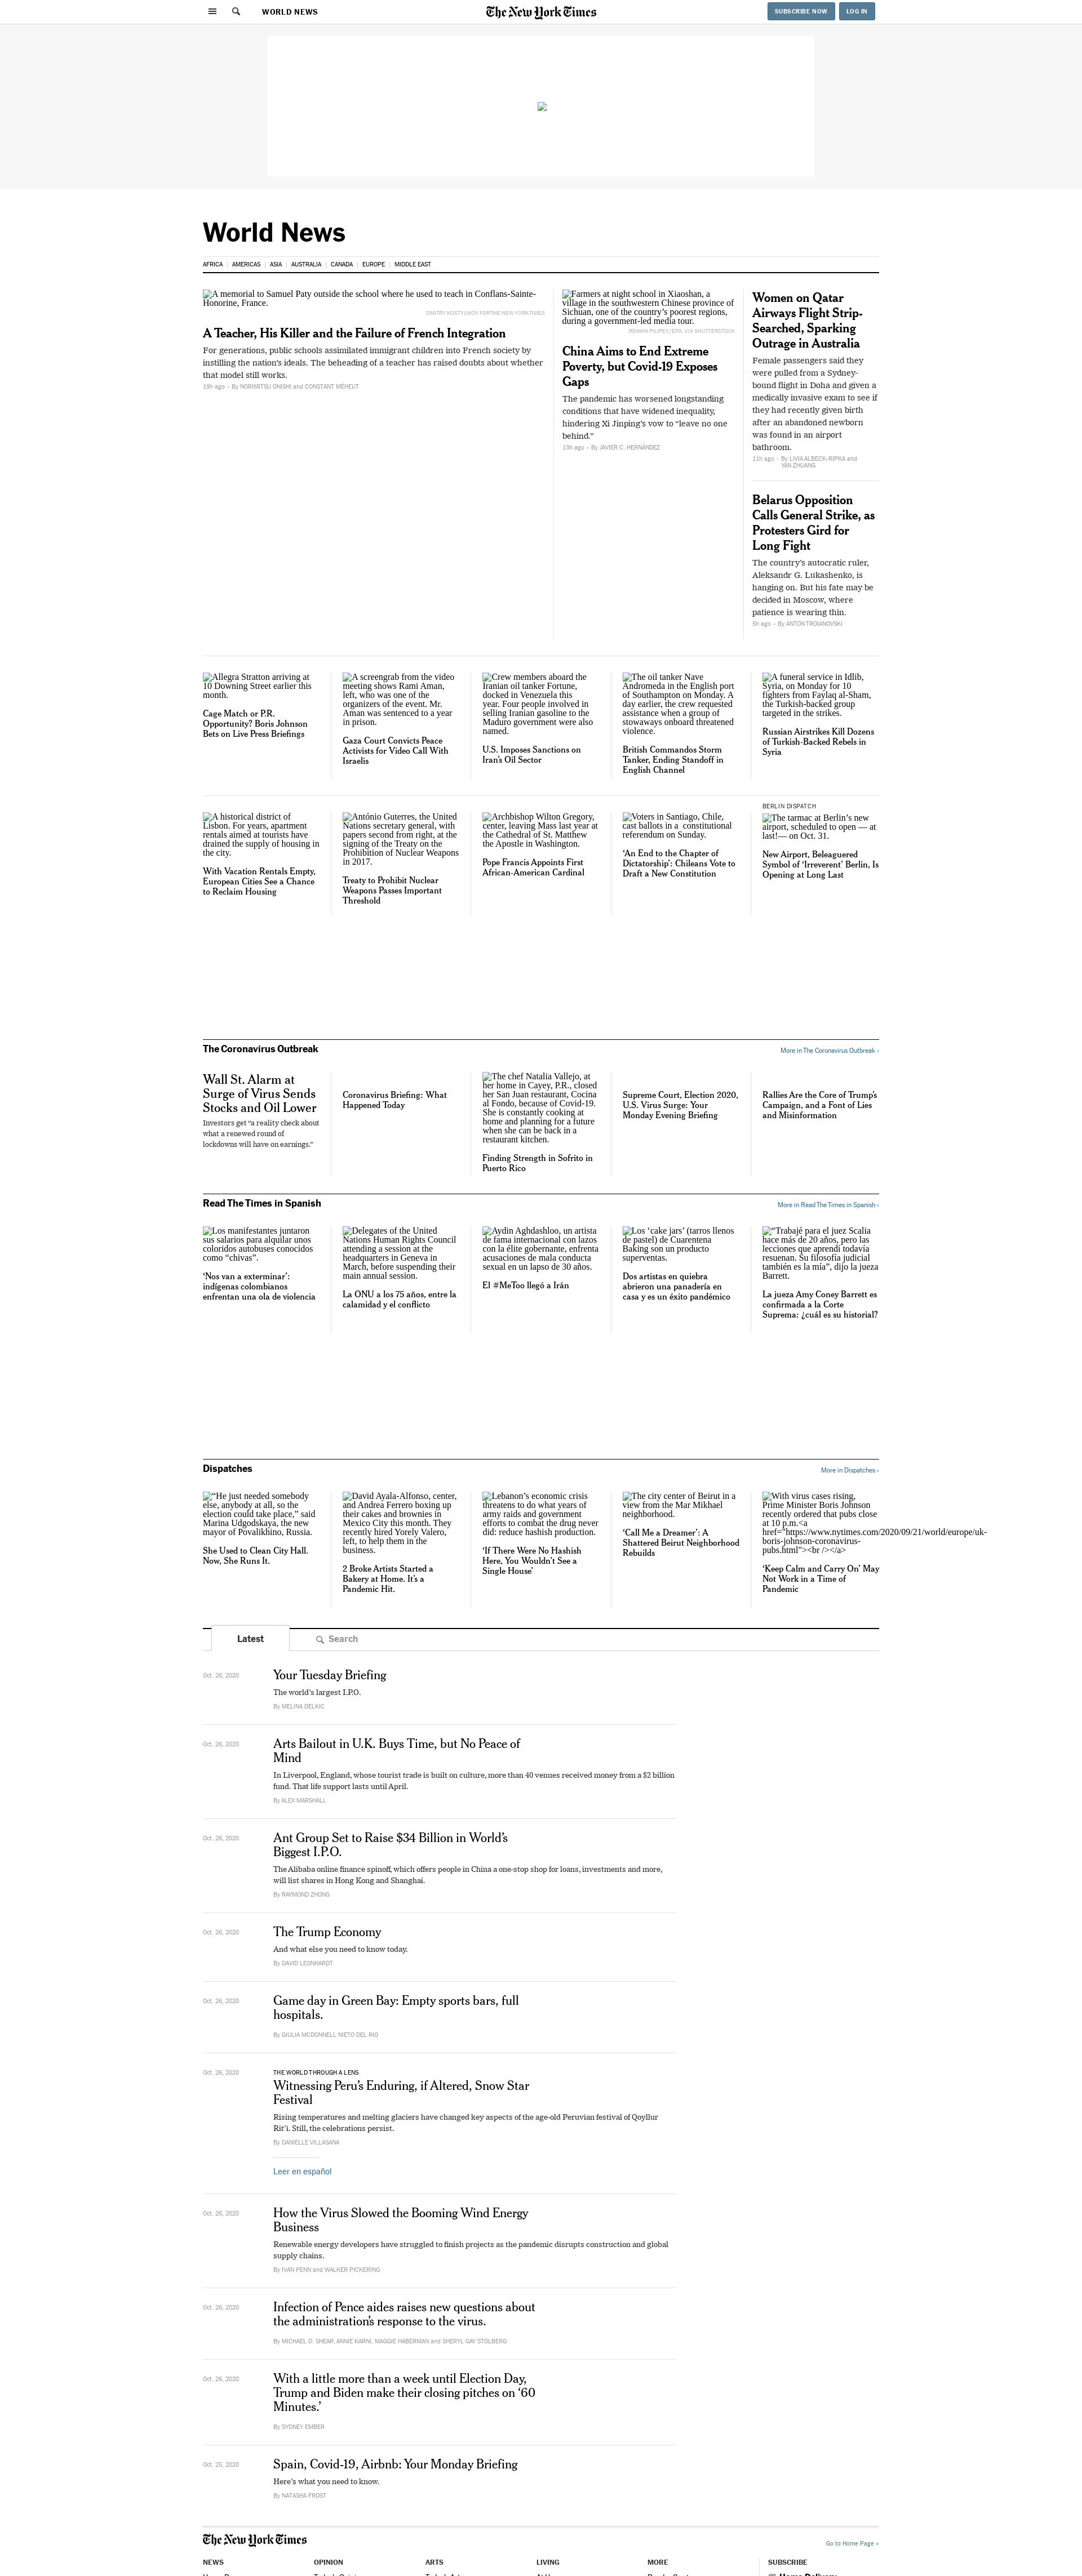 WORLD NEWS
The New York Times
SUBSCRIBE NOW
LOG IN
World News
AFRICA | AMERICAS | ASIA | AUSTRALIA | CANADA | EUROPE | MIDDLE EAST
A memorial to Samuel Paty outside the school where he used to teach in Conflans-Sainte-
Honorine, France.
DMITRY KOSTYUKOV FOR THE NEW YORK TIMES
A Teacher, His Killer and the Failure of French Integration
For generations, public schools assimilated immigrant children into French society by
instilling the nation's ideals. The beheading of a teacher has raised doubts about whether
that model still works.
19h ago - By NORIMITSU ONISHI and CONSTANT MÉHEUT
Farmers at night school in Xiaoshan, a
village in the southwestern Chinese province of
Sichuan, one of the country's poorest regions,
during a government-led media tour.
ROMAN PILIPEY/EPA, VIA SHUTTERSTOCK
China Aims to End Extreme
Poverty, but Covid-19 Exposes
Gaps
The pandemic has worsened longstanding
conditions that have widened inequality,
hindering Xi Jinping's vow to “leave no one
behind.”
13h ago - By JAVIER C. HERNÁNDEZ
Women on Qatar
Airways Flight Strip-
Searched, Sparking
Outrage in Australia
Female passengers said they
were pulled from a Sydney-
bound flight in Doha and given a
medically invasive exam to see if
they had recently given birth
after an abandoned newborn
was found in an airport
bathroom.
11h ago - By LIVIA ALBECK-RIPKA and
YAN ZHUANG
Belarus Opposition
Calls General Strike, as
Protesters Gird for
Long Fight
The country's autocratic ruler,
Aleksandr G. Lukashenko, is
hanging on. But his fate may be
decided in Moscow, where
patience is wearing thin.
5h ago - By ANTON TROIANOVSKI
Allegra Stratton arriving at
10 Downing Street earlier this
month.
Cage Match or P.R.
Opportunity? Boris Johnson
Bets on Live Press Briefings
A screengrab from the video
meeting shows Rami Aman,
left, who was one of the
organizers of the event. Mr.
Aman was sentenced to a year
in prison.
Gaza Court Convicts Peace
Activists for Video Call With
Israelis
Crew members aboard the
Iranian oil tanker Fortune,
docked in Venezuela this
year. Four people involved in
selling Iranian gasoline to the
Maduro government were also
named.
U.S. Imposes Sanctions on
Iran's Oil Sector
The oil tanker Nave
Andromeda in the English port
of Southampton on Monday. A
day earlier, the crew requested
assistance when a group of
stowaways onboard threatened
violence.
British Commandos Storm
Tanker, Ending Standoff in
English Channel
A funeral service in Idlib,
Syria, on Monday for 10
fighters from Faylaq al-Sham,
the Turkish-backed group
targeted in the strikes.
Russian Airstrikes Kill Dozens
of Turkish-Backed Rebels in
Syria
A historical district of
Lisbon. For years, apartment
rentals aimed at tourists have
drained the supply of housing in
the city.
With Vacation Rentals Empty,
European Cities See a Chance
to Reclaim Housing
António Guterres, the United
Nations secretary general, with
papers second from right, at the
signing of the Treaty on the
Prohibition of Nuclear Weapons
in 2017.
Treaty to Prohibit Nuclear
Weapons Passes Important
Threshold
Archbishop Wilton Gregory,
center, leaving Mass last year at
the Cathedral of St. Matthew
the Apostle in Washington.
Pope Francis Appoints First
African-American Cardinal
Voters in Santiago, Chile,
cast ballots in a constitutional
referendum on Sunday.
‘An End to the Chapter of
Dictatorship’: Chileans Vote to
Draft a New Constitution
BERLIN DISPATCH
The tarmac at Berlin's new
airport, scheduled to open — at
last!— on Oct. 31.
New Airport, Beleaguered
Symbol of ‘Irreverent’ Berlin, Is
Opening at Long Last
The Coronavirus Outbreak
More in The Coronavirus Outbreak ›
Wall St. Alarm at
Surge of Virus Sends
Stocks and Oil Lower
Investors get “a reality check about
what a renewed round of
lockdowns will have on earnings.”
Coronavirus Briefing: What
Happened Today
The chef Natalia Vallejo, at
her home in Cayey, P.R., closed
her San Juan restaurant, Cocina
al Fondo, because of Covid-19.
She is constantly cooking at
home and planning for a future
when she can be back in a
restaurant kitchen.
Finding Strength in Sofrito in
Puerto Rico
Supreme Court, Election 2020,
U.S. Virus Surge: Your
Monday Evening Briefing
Rallies Are the Core of Trump's
Campaign, and a Font of Lies
and Misinformation
Read The Times in Spanish
More in Read The Times in Spanish ›
Los manifestantes juntaron
sus salarios para alquilar unos
coloridos autobuses conocidos
como “chivas”.
‘Nos van a exterminar’:
indígenas colombianos
enfrentan una ola de violencia
Delegates of the United
Nations Human Rights Council
attending a session at the
headquarters in Geneva in
March, before suspending their
main annual session.
La ONU a los 75 años, entre la
calamidad y el conflicto
Aydin Aghdashloo, un artista
de fama internacional con lazos
con la élite gobernante, enfrenta
acusaciones de mala conducta
sexual en un lapso de 30 años.
El #MeToo llegó a Irán
Los ‘cake jars’ (tarros llenos
de pastel) de Cuarentena
Baking son un producto
superventas.
Dos artistas en quiebra
abrieron una panadería en
casa y es un éxito pandémico
“Trabajé para el juez Scalia
hace más de 20 años, pero las
lecciones que aprendí todavía
resuenan. Su filosofía judicial
también es la mía”, dijo la jueza
Barrett.
La jueza Amy Coney Barrett es
confirmada a la Corte
Suprema: ¿cuál es su historial?
Dispatches
More in Dispatches ›
“He just needed somebody
else, anybody at all, so the
election could take place,” said
Marina Udgodskaya, the new
mayor of Povalikhino, Russia.
She Used to Clean City Hall.
Now, She Runs It.
David Ayala-Alfonso, center,
and Andrea Ferrero boxing up
their cakes and brownies in
Mexico City this month. They
recently hired Yorely Valero,
left, to help them in the
business.
2 Broke Artists Started a
Bakery at Home. It's a
Pandemic Hit.
Lebanon's economic crisis
threatens to do what years of
army raids and government
efforts to combat the drug never
did: reduce hashish production.
‘If There Were No Hashish
Here, You Wouldn't See a
Single House’
The city center of Beirut in a
view from the Mar Mikhael
neighborhood.
‘Call Me a Dreamer’: A
Shattered Beirut Neighborhood
Rebuilds
With virus cases rising,
Prime Minister Boris Johnson
recently ordered that pubs close
at 10 p.m.<a
href="https://www.nytimes.com/2020/09/21/world/europe/uk-
boris-johnson-coronavirus-
pubs.html"><br /></a>
‘Keep Calm and Carry On’ May
Not Work in a Time of
Pandemic
Latest
Search
Oct. 26, 2020
Your Tuesday Briefing
The world's largest I.P.O.
By MELINA DELKIC
Oct. 26, 2020
Arts Bailout in U.K. Buys Time, but No Peace of
Mind
In Liverpool, England, whose tourist trade is built on culture, more than 40 venues received money from a $2 billion
fund. That life support lasts until April.
By ALEX MARSHALL
Oct. 26, 2020
Ant Group Set to Raise $34 Billion in World's
Biggest I.P.O.
The Alibaba online finance spinoff, which offers people in China a one-stop shop for loans, investments and more,
will list shares in Hong Kong and Shanghai.
By RAYMOND ZHONG
Oct. 26, 2020
The Trump Economy
And what else you need to know today.
By DAVID LEONHARDT
Oct. 26, 2020
Game day in Green Bay: Empty sports bars, full
hospitals.
By GIULIA MCDONNELL NIETO DEL RIO
Oct. 26, 2020
THE WORLD THROUGH A LENS
Witnessing Peru's Enduring, if Altered, Snow Star
Festival
Rising temperatures and melting glaciers have changed key aspects of the age-old Peruvian festival of Qoyllur
Rit'i. Still, the celebrations persist.
By DANIELLE VILLASANA
Leer en español
Oct. 26, 2020
How the Virus Slowed the Booming Wind Energy
Business
Renewable energy developers have struggled to finish projects as the pandemic disrupts construction and global
supply chains.
By IVAN PENN and WALKER PICKERING
Oct. 26, 2020
Infection of Pence aides raises new questions about
the administration's response to the virus.
By MICHAEL D. SHEAR, ANNIE KARNI, MAGGIE HABERMAN and SHERYL GAY STOLBERG
Oct. 26, 2020
With a little more than a week until Election Day,
Trump and Biden make their closing pitches on ‘60
Minutes.’
By SYDNEY EMBER
Oct. 25, 2020
Spain, Covid-19, Airbnb: Your Monday Briefing
Here's what you need to know.
By NATASHA FROST
The New York Times
Go to Home Page »
NEWS
OPINION
ARTS
LIVING
MORE
SUBSCRIBE